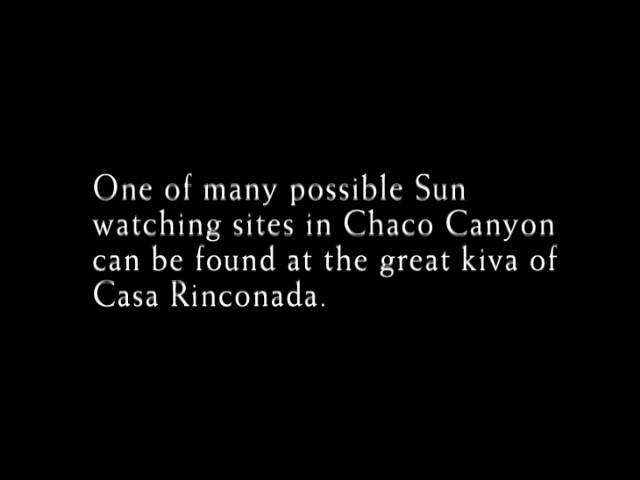 One of many possible Sun
watching sites in Chaco Canyon
can be found at the great kiva of
Casa Rinconada.